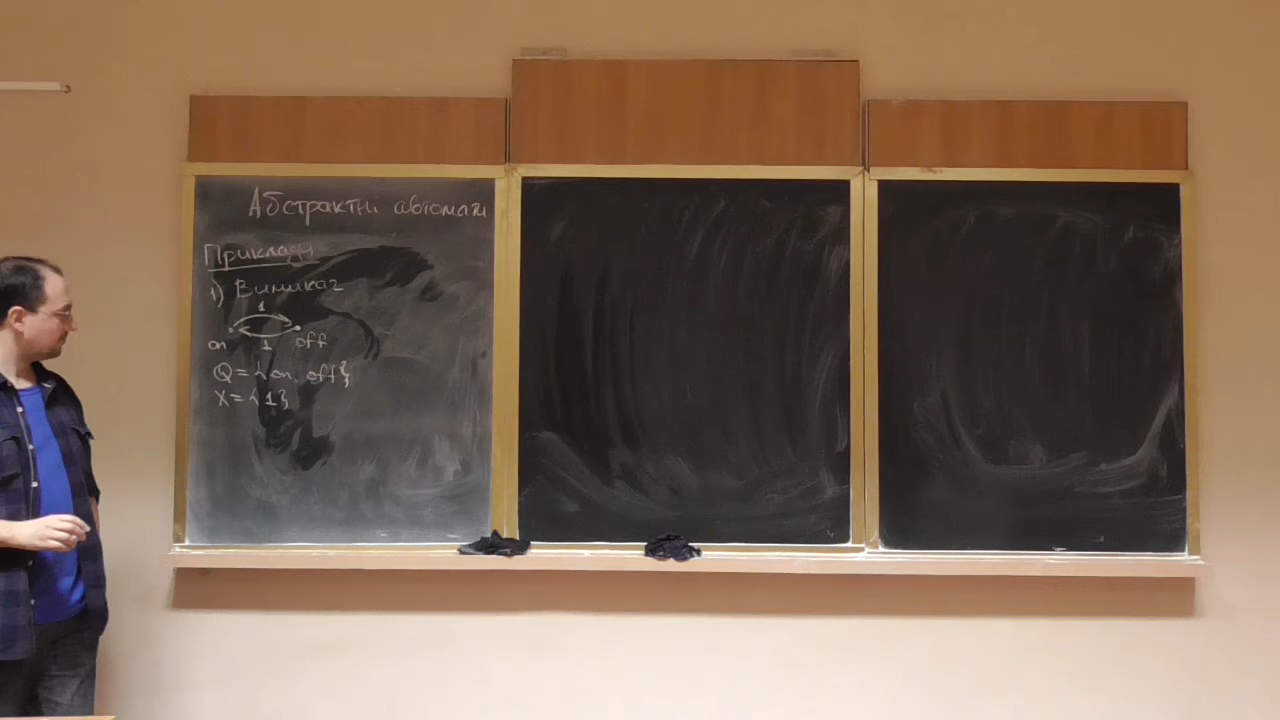 Абстрактні автомати
Приклади
1) Вимикач
1
on 1 off
Q = {on, off}
X = {1}